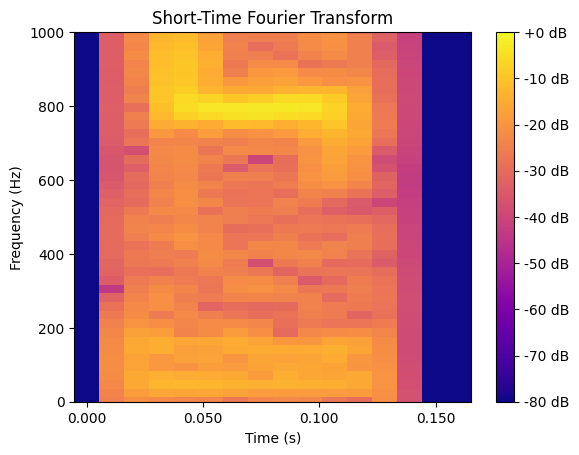 Short-Time Fourier Transform
1000
800
600
400
200
0
Frequency (Hz)
0.000
0.050
0.100
0.150
Time (s)
+0 dB
-10 dB
-20 dB
-30 dB
-40 dB
-50 dB
-60 dB
-70 dB
-80 dB